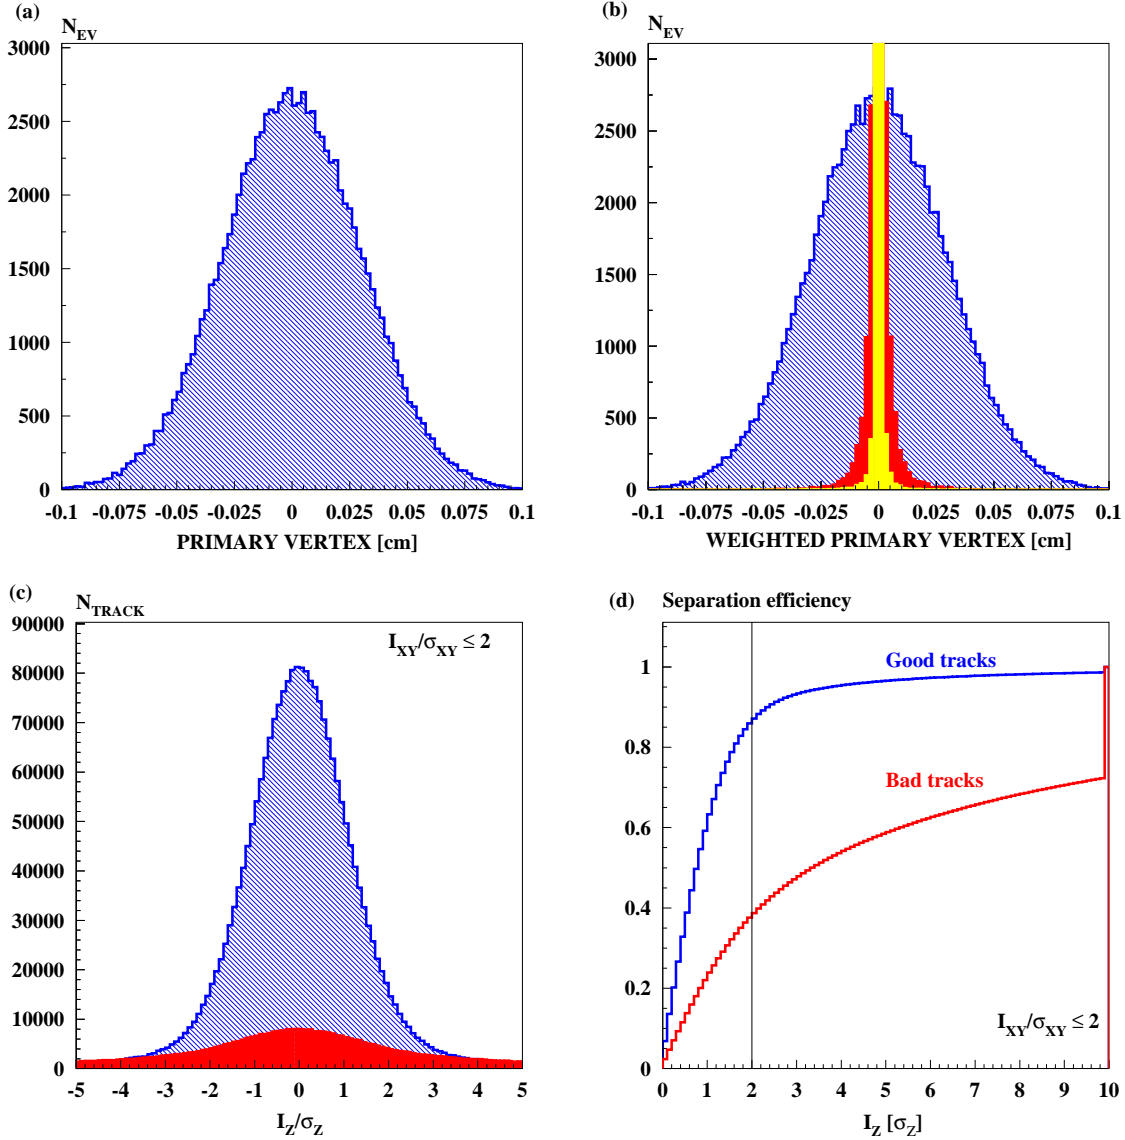 (a)
N_EV
3000
2500
2000
1500
1000
500
0
-0.1 -0.075 -0.05 -0.025 0 0.025 0.05 0.075 0.1
PRIMARY VERTEX [cm]
(b)
N_EV
3000
2500
2000
1500
1000
500
0
-0.1 -0.075 -0.05 -0.025 0 0.025 0.05 0.075 0.1
WEIGHTED PRIMARY VERTEX [cm]
(c)
N_TRACK
I_XY/σ_XY ≤ 2
90000
80000
70000
60000
50000
40000
30000
20000
10000
0
-5 -4 -3 -2 -1 0 1 2 3 4 5
I_Z/σ_Z
(d) Separation efficiency
Good tracks
Bad tracks
1
0.8
0.6
0.4
0.2
0
I_XY/σ_XY ≤ 2
0 1 2 3 4 5 6 7 8 9 10
I_Z [σ_Z]